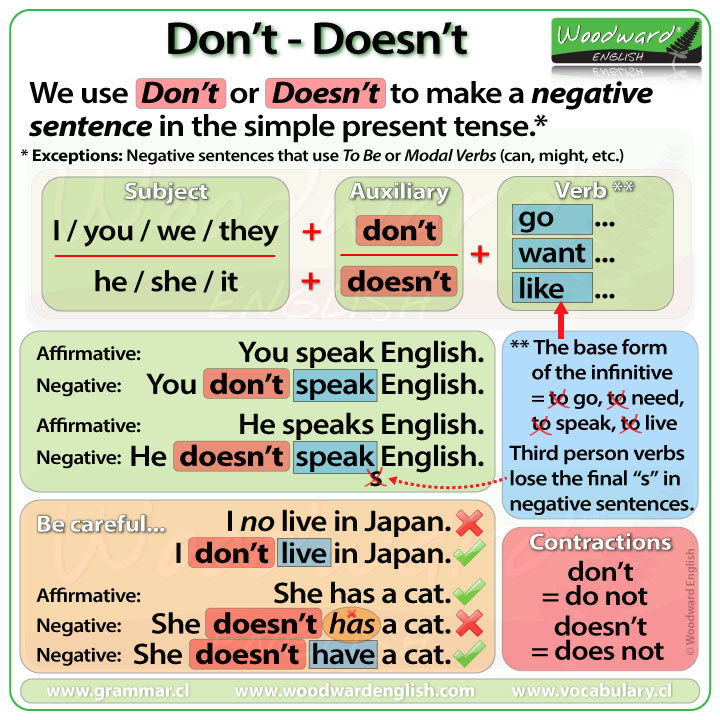 Don't - Doesn't
Woodward®
ENGLISH
We use Don't or Doesn't to make a negative
sentence in the simple present tense.*
* Exceptions: Negative sentences that use To Be or Modal Verbs (can, might, etc.)
Subject
I / you / we / they
he / she / it
+
+
Auxiliary
don't
doesn't
+
Verb **
go ...
want ...
like ...
Affirmative: You speak English.
Negative: You don't speak English.
Affirmative: He speaks English.
Negative: He doesn't speak English.
s
** The base form
of the infinitive
= to go, to need,
to speak, to live
Third person verbs
lose the final “s” in
negative sentences.
Be careful... I no live in Japan.
I don't live in Japan.
Affirmative: She has a cat.
Negative: She doesn't has a cat.
Negative: She doesn't have a cat.
Contractions
don't
= do not
doesn't
= does not
© Woodward English
www.grammar.cl www.woodwardenglish.com www.vocabulary.cl
Woodward
ENGLISH